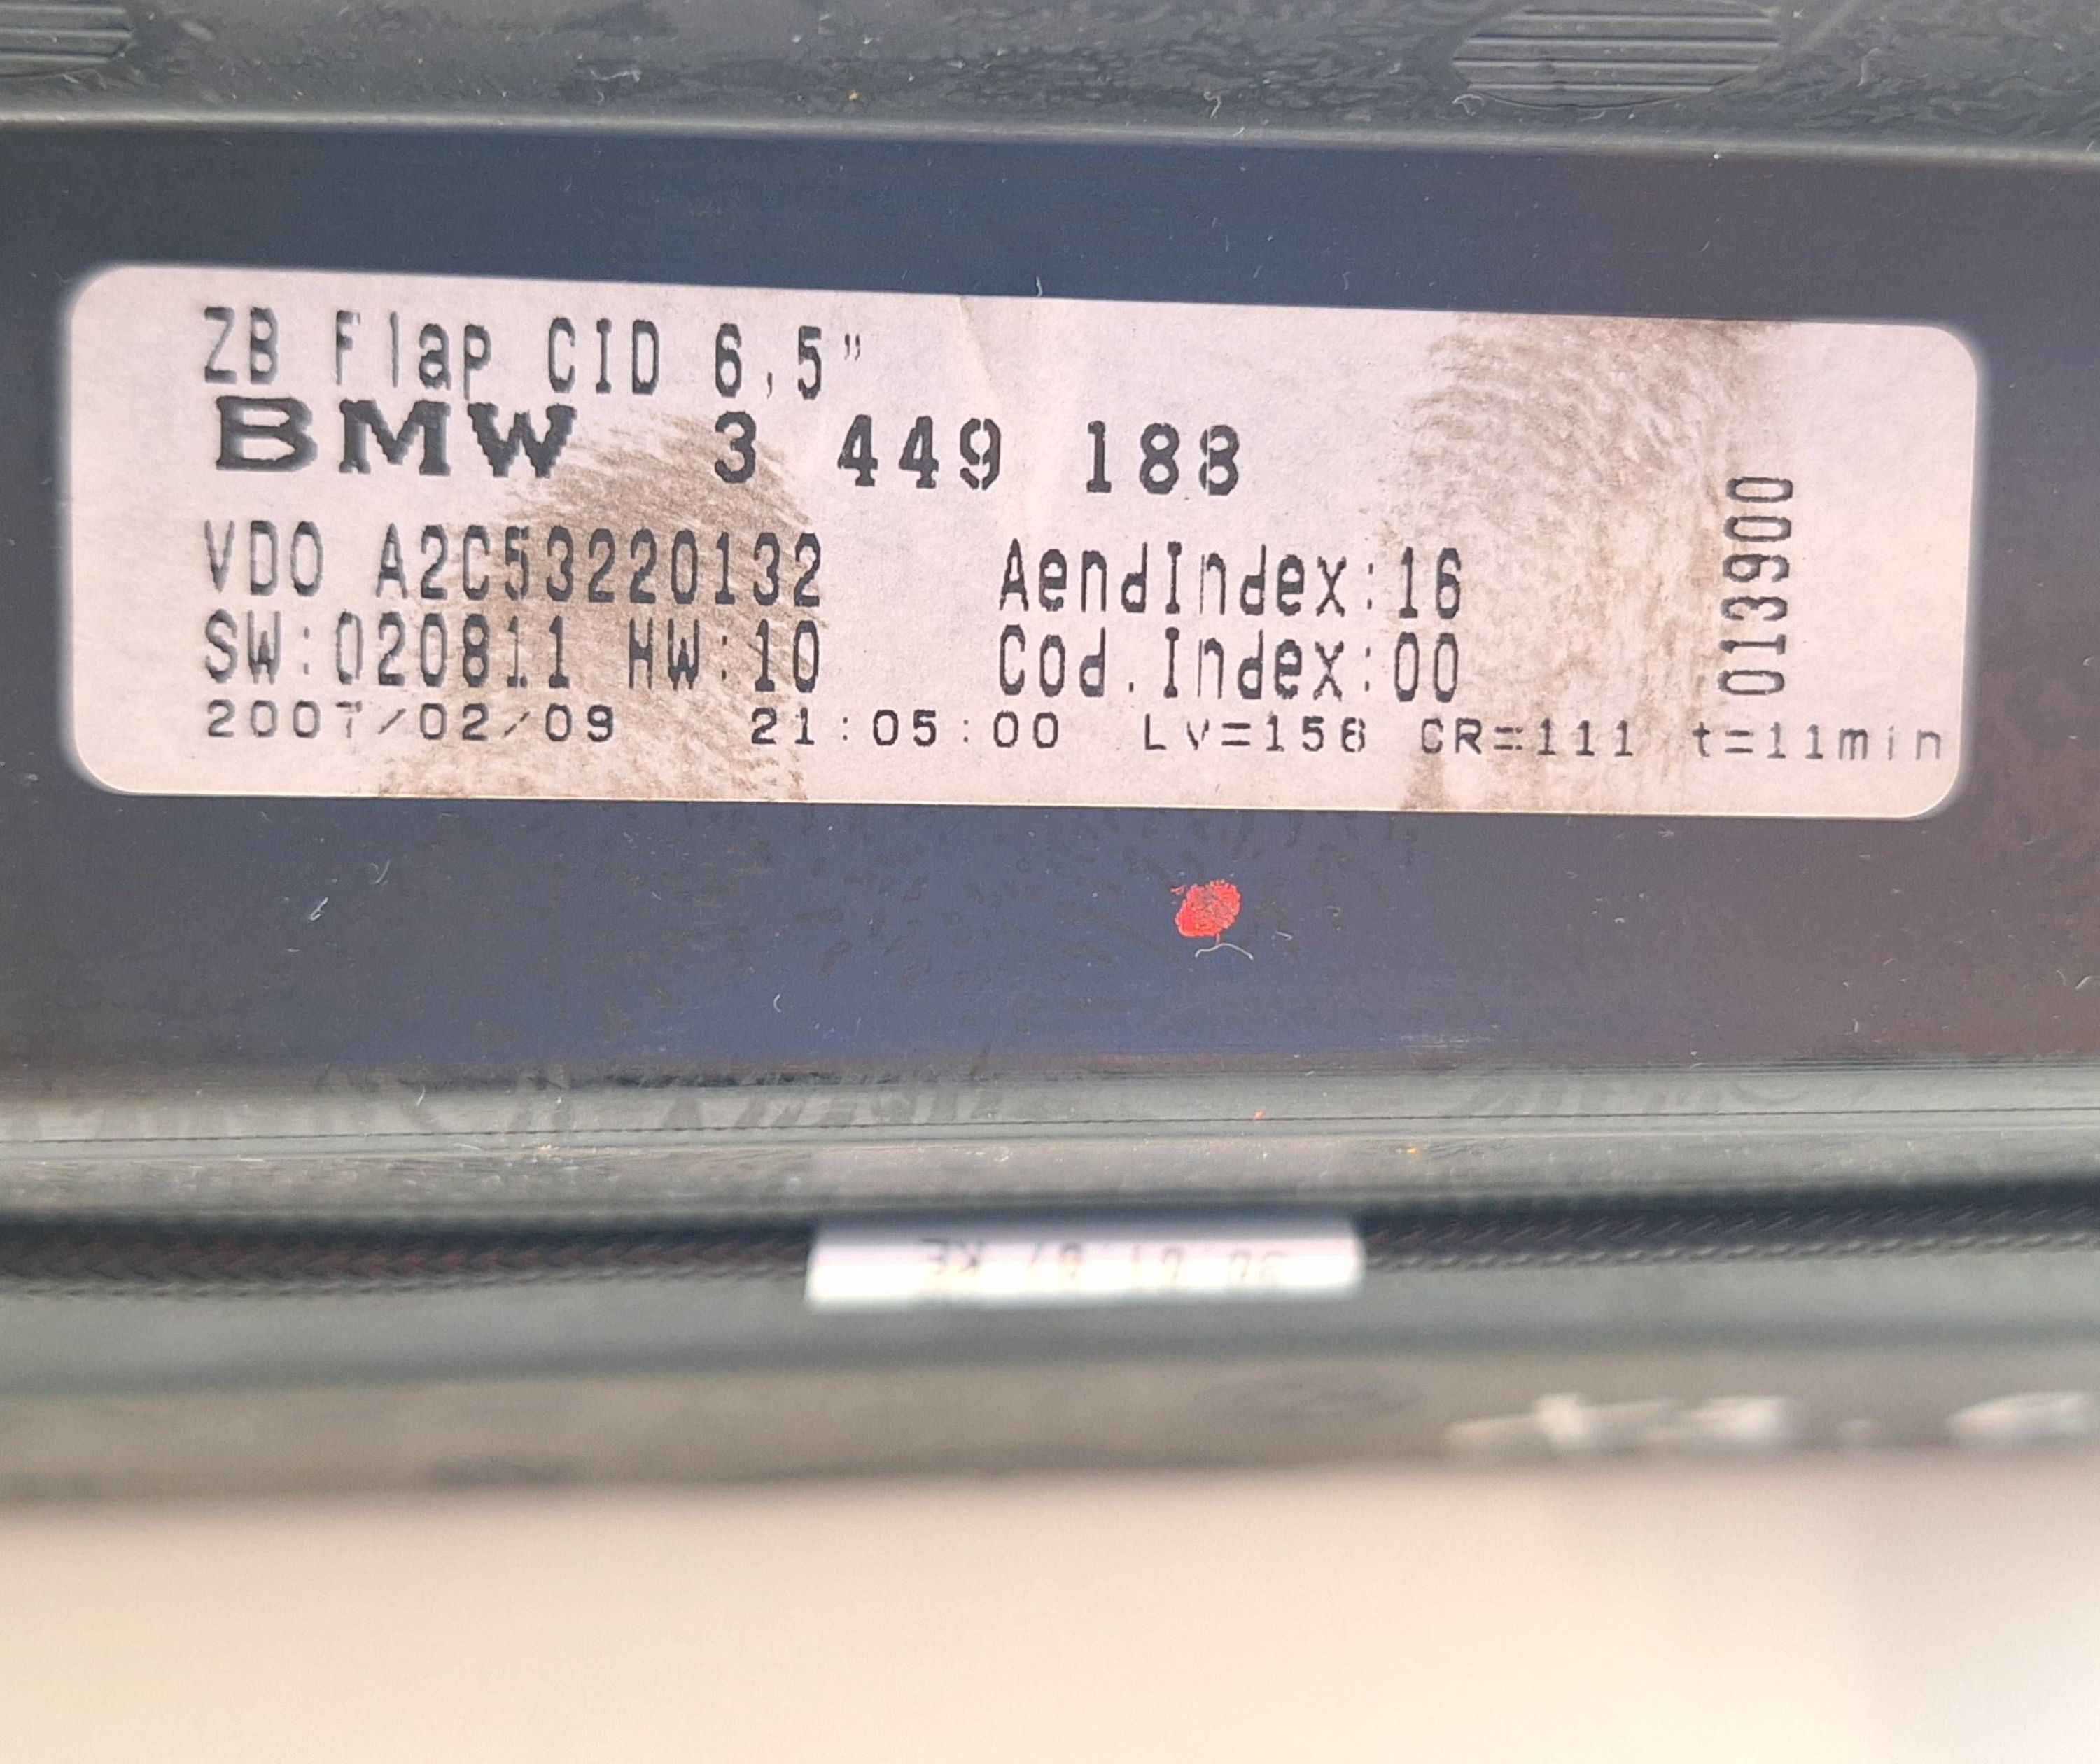 ZB Flap CID 6,5"
BMW 3 449 188
VDO A2C53220132 AendIndex:16
SW:020811 HW:10 Cod.Index:00
2007/02/09 21:05:00 Lv=156 CR=111 t=11min
013900